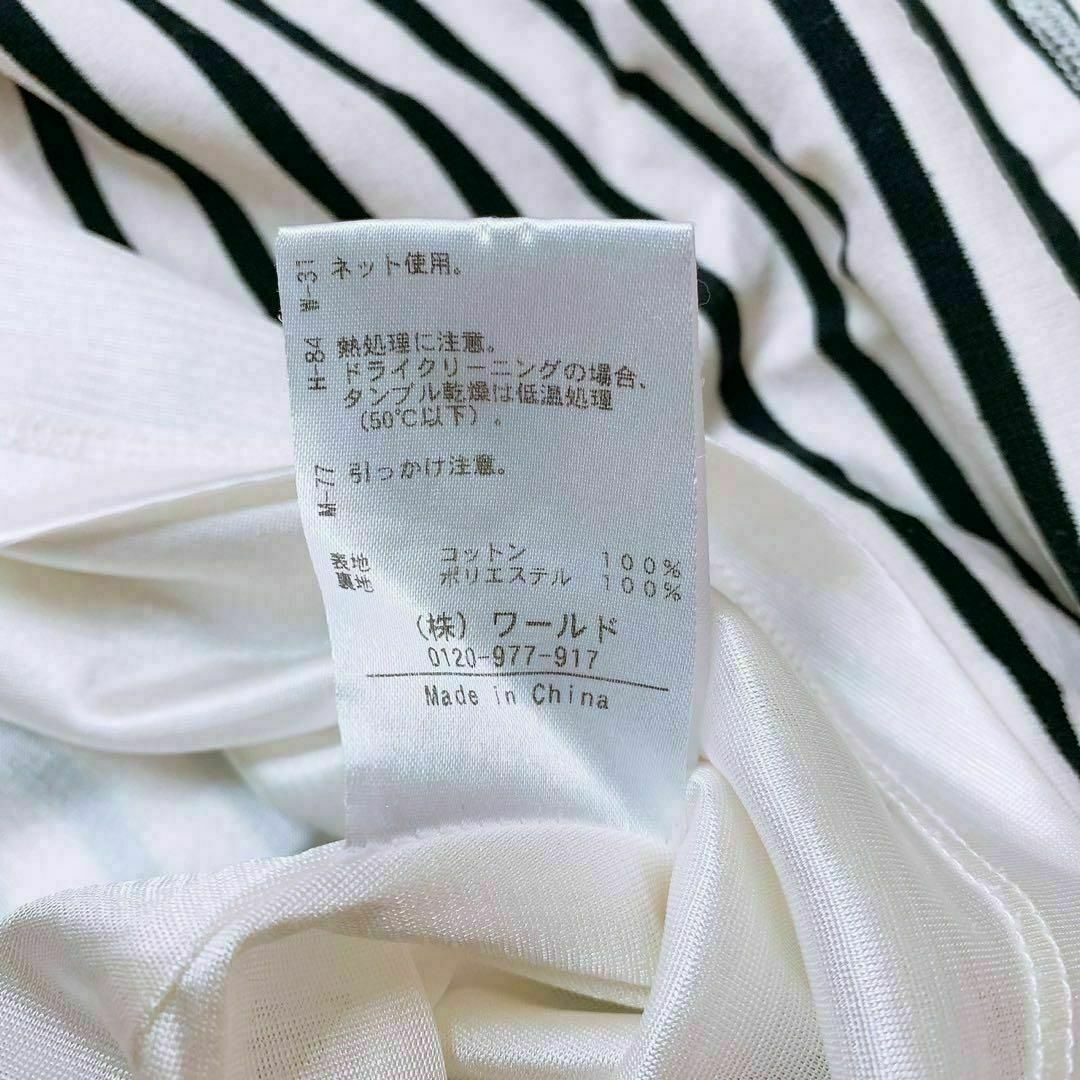 W-31 ネット使用。
H-84 熱処理に注意。
ドライクリーニングの場合、
タンブル乾燥は低温処理
(50℃以下)。
M-77 引っかけ注意。
表地 コットン 100%
裏地 ポリエステル 100%
(株) ワールド
0120-977-917
Made in China